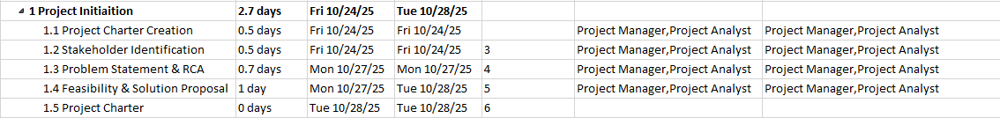 1 Project Initiaition 2.7 days Fri 10/24/25 Tue 10/28/25
1.1 Project Charter Creation 0.5 days Fri 10/24/25 Fri 10/24/25 Project Manager,Project Analyst Project Manager,Project Analyst
1.2 Stakeholder Identification 0.5 days Fri 10/24/25 Fri 10/24/25 3 Project Manager,Project Analyst Project Manager,Project Analyst
1.3 Problem Statement & RCA 0.7 days Mon 10/27/25 Mon 10/27/25 4 Project Manager,Project Analyst Project Manager,Project Analyst
1.4 Feasibility & Solution Proposal 1 day Mon 10/27/25 Tue 10/28/25 5 Project Manager,Project Analyst Project Manager,Project Analyst
1.5 Project Charter 0 days Tue 10/28/25 Tue 10/28/25 6